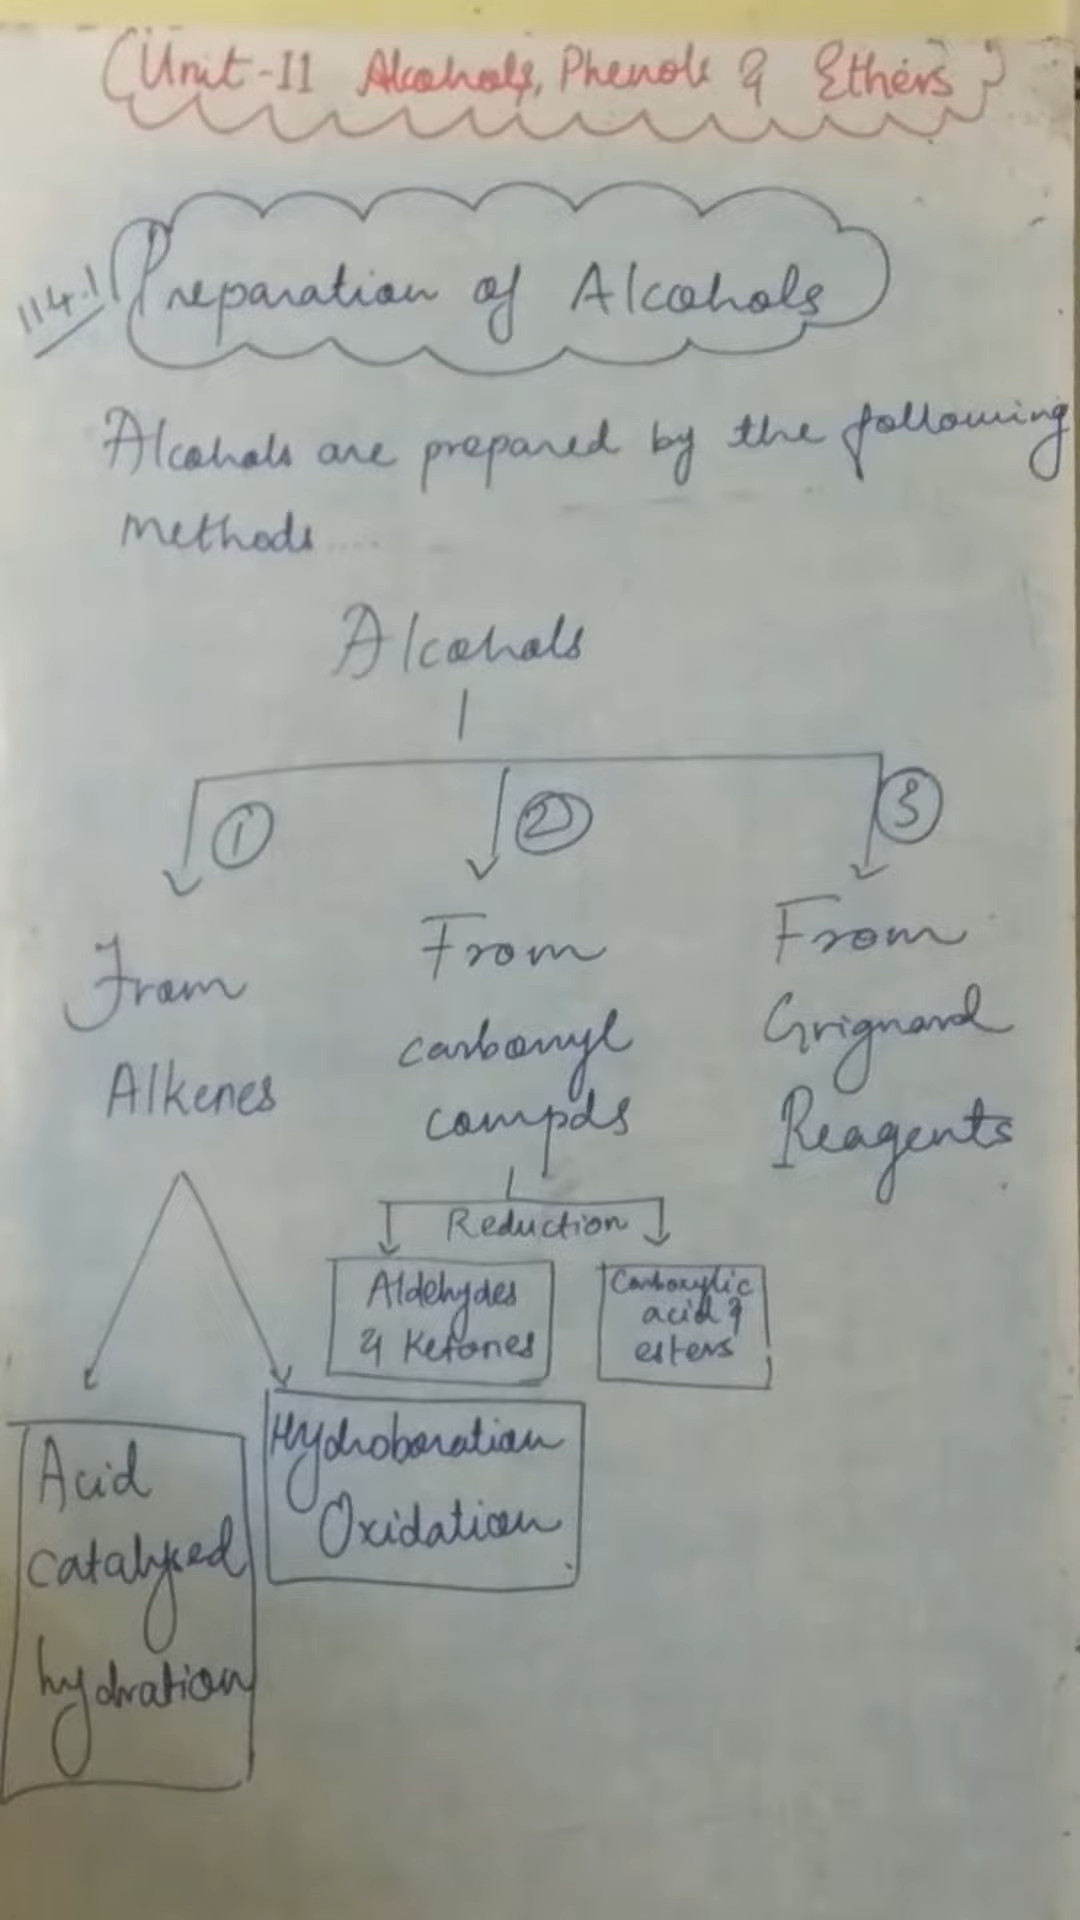 Unit-11 Alcohols, Phenols & Ethers
11.4.1 Preparation of Alcohols
Alcohols are prepared by the following
methods
Alcohols
① ② ③
From
Alkenes
From
carbonyl
compds
From
Grignard
Reagents
Reduction
Aldehydes
& Ketones
Carboxylic
acid &
esters
Acid
catalysed
hydration
Hydroboration
Oxidation